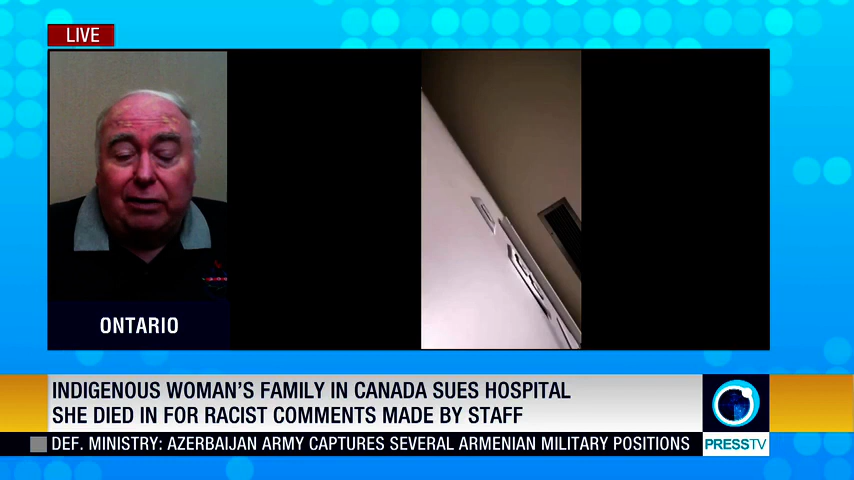 LIVE
ONTARIO
INDIGENOUS WOMAN'S FAMILY IN CANADA SUES HOSPITAL
SHE DIED IN FOR RACIST COMMENTS MADE BY STAFF
DEF. MINISTRY: AZERBAIJAN ARMY CAPTURES SEVERAL ARMENIAN MILITARY POSITIONS
PRESSTV